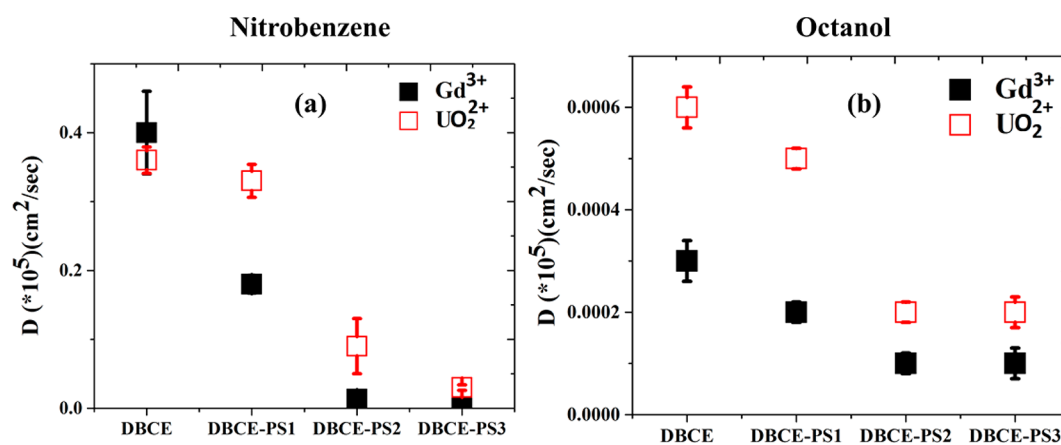 Nitrobenzene
(a)
Gd³⁺
UO₂²⁺
D (*10⁵)(cm²/sec)
0.4
0.2
0.0
DBCE DBCE-PS1 DBCE-PS2 DBCE-PS3
Octanol
(b)
Gd³⁺
UO₂²⁺
D (*10⁵)(cm²/sec)
0.0006
0.0004
0.0002
0.0000
DBCE DBCE-PS1 DBCE-PS2 DBCE-PS3